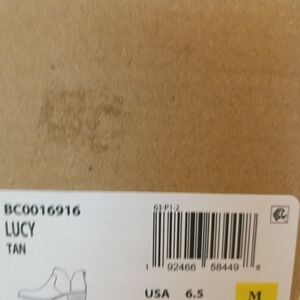 BC0016916
63-P1-2
LUCY
TAN
1 92466 58449 8
USA 6.5 M